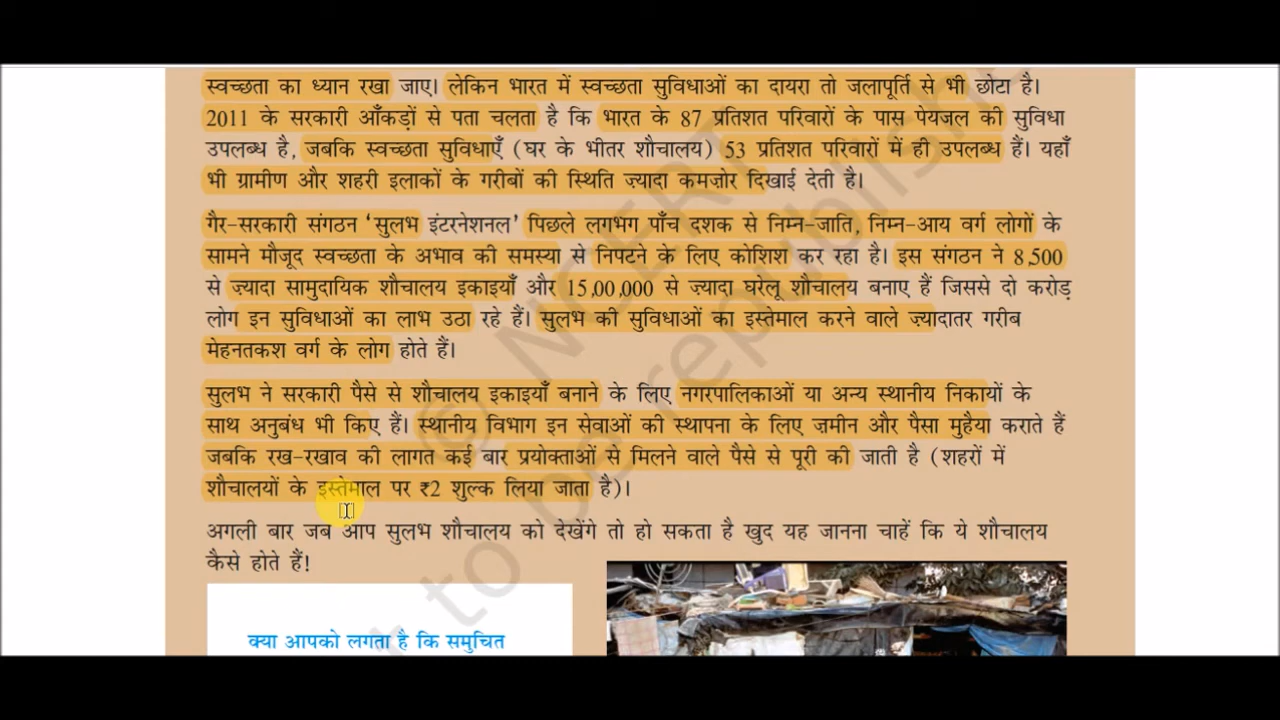 स्वच्छता का ध्यान रखा जाए। लेकिन भारत में स्वच्छता सुविधाओं का दायरा तो जलापूर्ति से भी छोटा है।
2011 के सरकारी आँकड़ों से पता चलता है कि भारत के 87 प्रतिशत परिवारों के पास पेयजल की सुविधा
उपलब्ध है, जबकि स्वच्छता सुविधाएँ (घर के भीतर शौचालय) 53 प्रतिशत परिवारों में ही उपलब्ध हैं। यहाँ
भी ग्रामीण और शहरी इलाकों के गरीबों की स्थिति ज़्यादा कमजोर दिखाई देती है।
गैर-सरकारी संगठन 'सुलभ इंटरनेशनल' पिछले लगभग पाँच दशक से निम्न-जाति, निम्न-आय वर्ग लोगों के
सामने मौजूद स्वच्छता के अभाव की समस्या से निपटने के लिए कोशिश कर रहा है। इस संगठन ने 8,500
से ज़्यादा सामुदायिक शौचालय इकाइयाँ और 15,00,000 से ज़्यादा घरेलू शौचालय बनाए हैं जिससे दो करोड़
लोग इन सुविधाओं का लाभ उठा रहे हैं। सुलभ की सुविधाओं का इस्तेमाल करने वाले ज़्यादातर गरीब
मेहनतकश वर्ग के लोग होते हैं।
सुलभ ने सरकारी पैसे से शौचालय इकाइयाँ बनाने के लिए नगरपालिकाओं या अन्य स्थानीय निकायों के
साथ अनुबंध भी किए हैं। स्थानीय विभाग इन सेवाओं की स्थापना के लिए ज़मीन और पैसा मुहैया कराते हैं
जबकि रख-रखाव की लागत कई बार प्रयोक्ताओं से मिलने वाले पैसे से पूरी की जाती है (शहरों में
शौचालयों के इस्तेमाल पर ₹2 शुल्क लिया जाता है)।
अगली बार जब आप सुलभ शौचालय को देखेंगे तो हो सकता है खुद यह जानना चाहें कि ये शौचालय
कैसे होते हैं!
क्या आपको लगता है कि समुचित
© NCERT
not to be republished